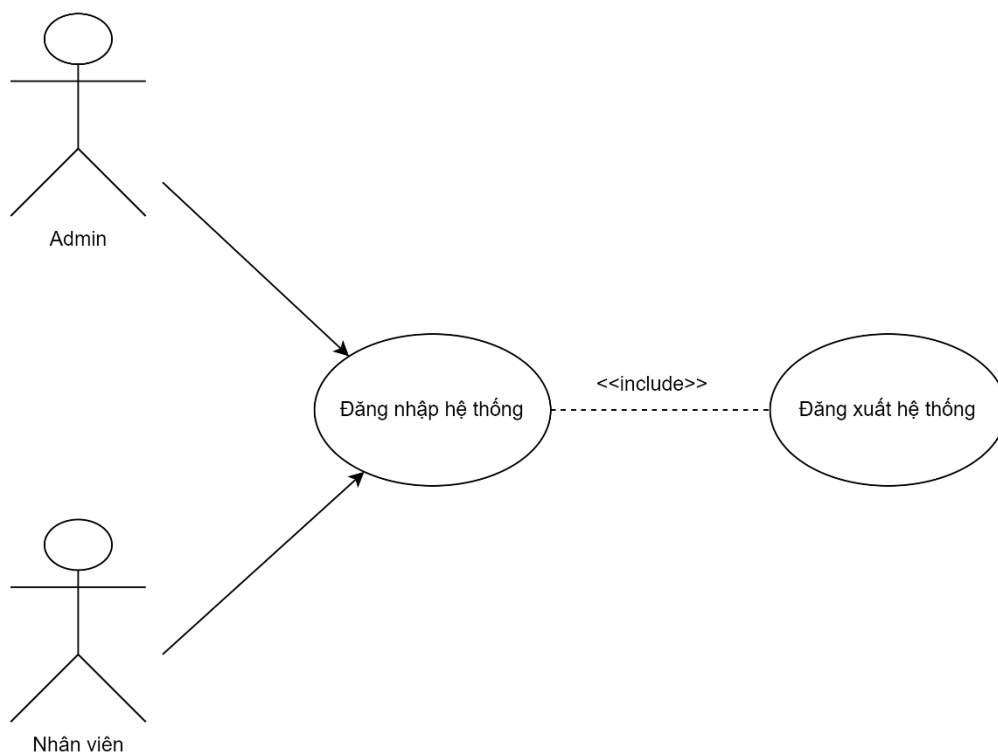 Admin
<<include>>
Đăng nhập hệ thống
Đăng xuất hệ thống
Nhân viên